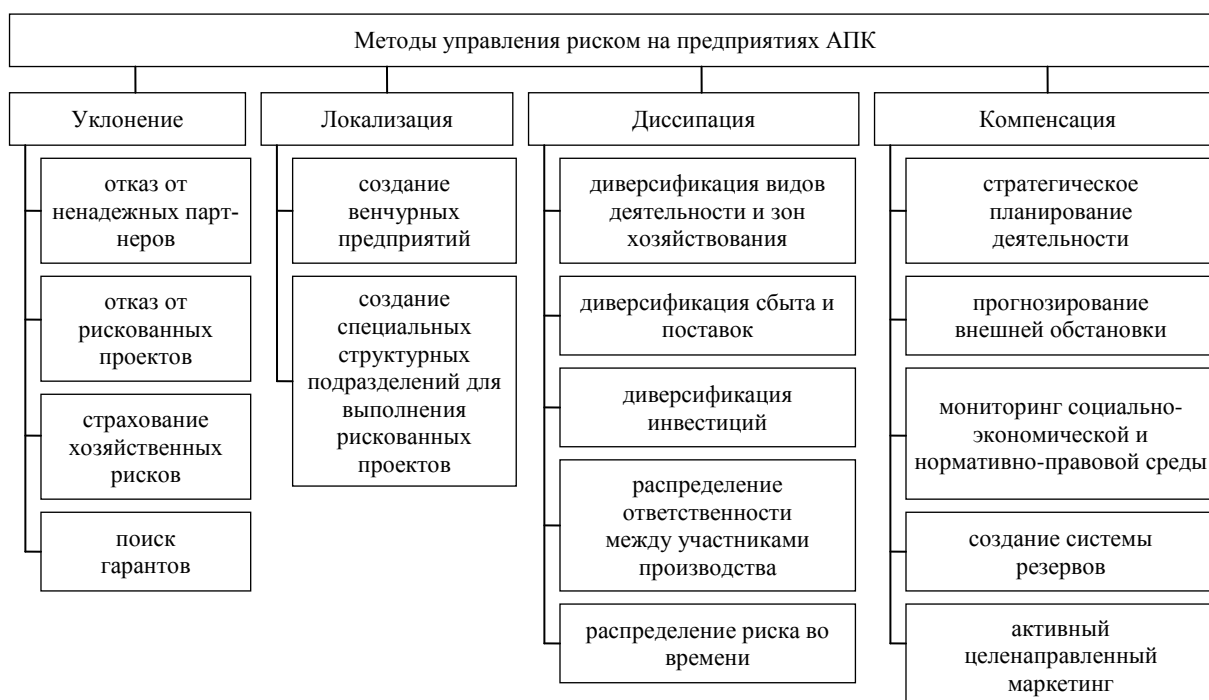 Методы управления риском на предприятиях АПК
Уклонение
отказ от
ненадежных парт-
неров
отказ от
рискованных
проектов
страхование
хозяйственных
рисков
поиск
гарантов
Локализация
создание
венчурных
предприятий
создание
специальных
структурных
подразделений для
выполнения
рискованных
проектов
Диссипация
диверсификация видов
деятельности и зон
хозяйствования
диверсификация сбыта и
поставок
диверсификация
инвестиций
распределение
ответственности
между участниками
производства
распределение риска во
времени
Компенсация
стратегическое
планирование
деятельности
прогнозирование
внешней обстановки
мониторинг социально-
экономической и
нормативно-правовой среды
создание системы
резервов
активный
целенаправленный
маркетинг